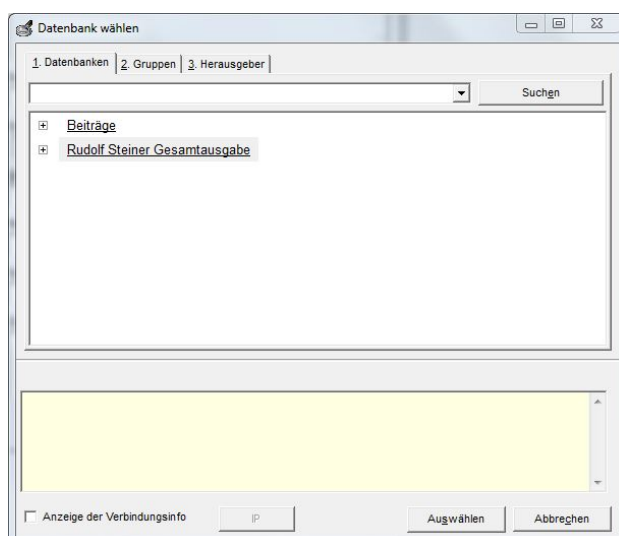 Datenbank wählen
1. Datenbanken 2. Gruppen 3. Herausgeber
Suchen
Beiträge
Rudolf Steiner Gesamtausgabe
Anzeige der Verbindungsinfo IP Auswählen Abbrechen